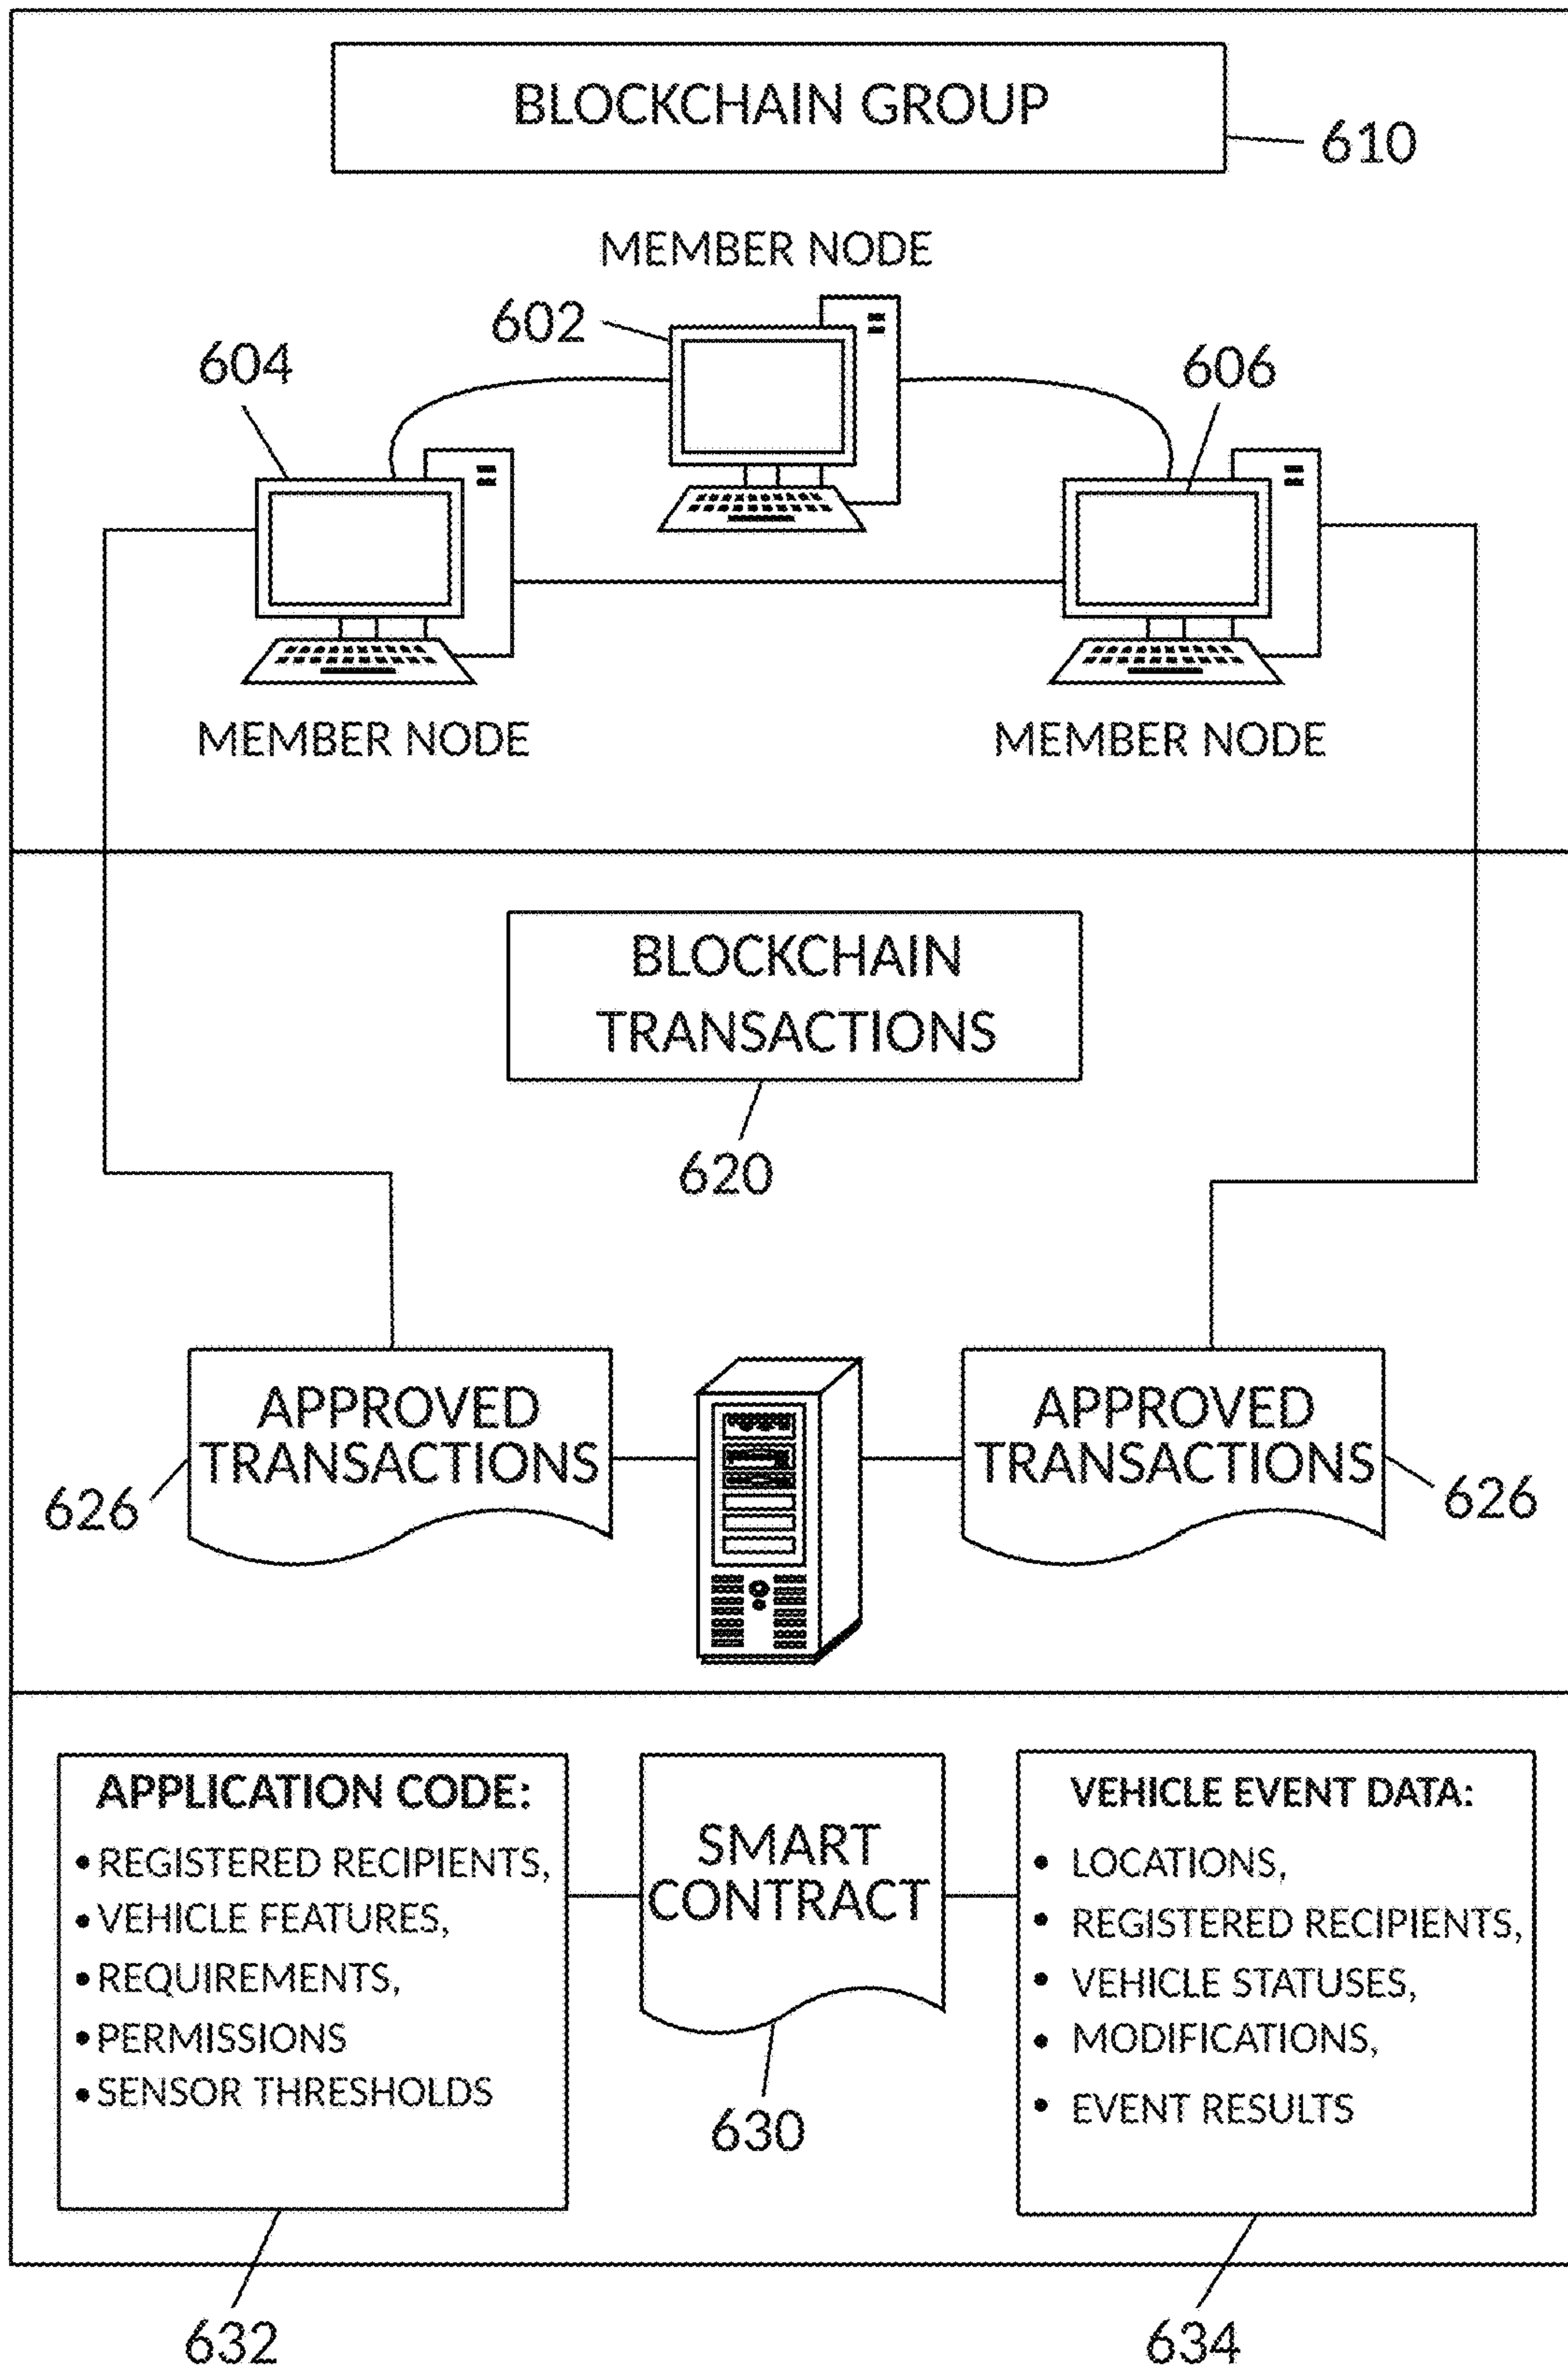 BLOCKCHAIN GROUP
610
MEMBER NODE
602
604
606
MEMBER NODE
MEMBER NODE
BLOCKCHAIN
TRANSACTIONS
620
APPROVED
TRANSACTIONS
626
APPROVED
TRANSACTIONS
626
APPLICATION CODE:
• REGISTERED RECIPIENTS,
• VEHICLE FEATURES,
• REQUIREMENTS,
• PERMISSIONS
• SENSOR THRESHOLDS
632
SMART
CONTRACT
630
VEHICLE EVENT DATA:
• LOCATIONS,
• REGISTERED RECIPIENTS,
• VEHICLE STATUSES,
• MODIFICATIONS,
• EVENT RESULTS
634